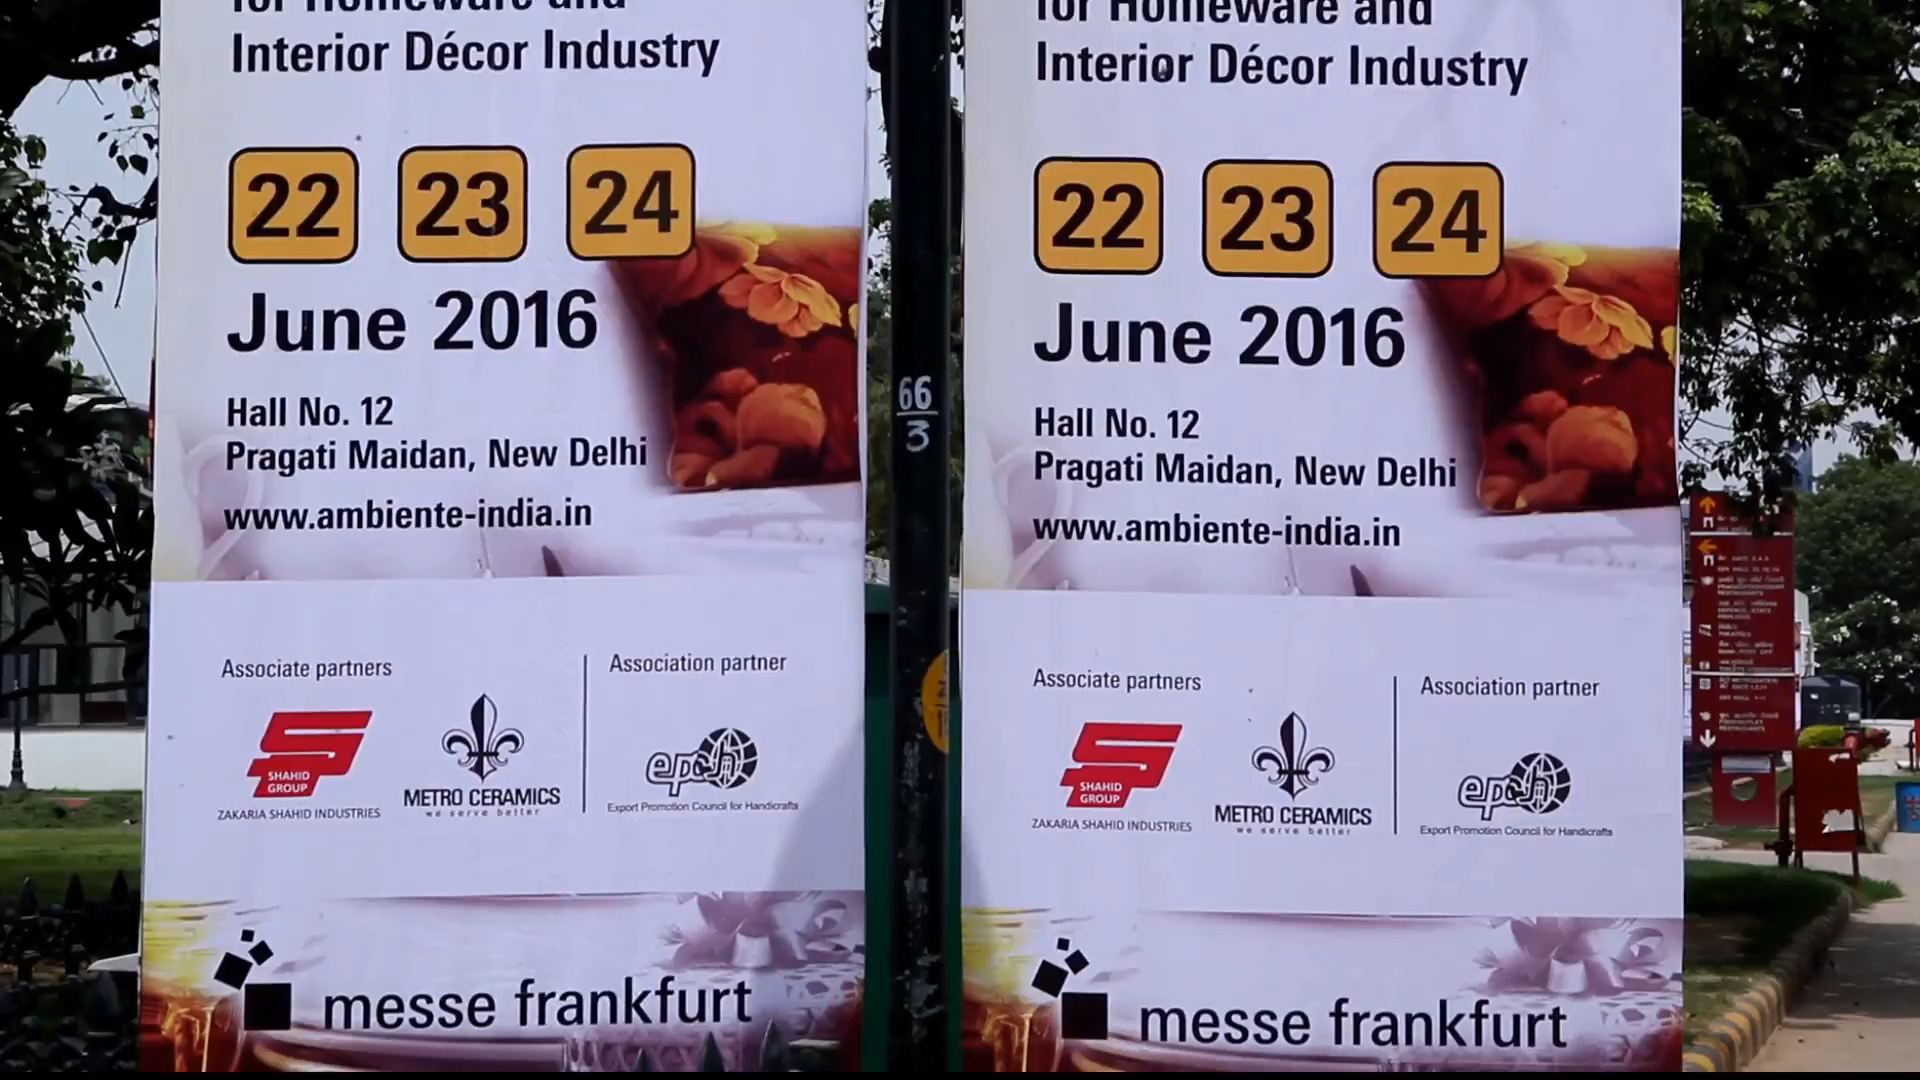 for Homeware and
Interior Décor Industry
22 23 24
June 2016
Hall No. 12
Pragati Maidan, New Delhi
www.ambiente-india.in
Associate partners
Association partner
SHAHID
GROUP
ZAKARIA SHAHID INDUSTRIES
METRO CERAMICS
we serve better
epch
Export Promotion Council for Handicrafts
messe frankfurt
66
3
for Homeware and
Interior Décor Industry
22 23 24
June 2016
Hall No. 12
Pragati Maidan, New Delhi
www.ambiente-india.in
Associate partners
Association partner
SHAHID
GROUP
ZAKARIA SHAHID INDUSTRIES
METRO CERAMICS
we serve better
epch
Export Promotion Council for Handicrafts
messe frankfurt